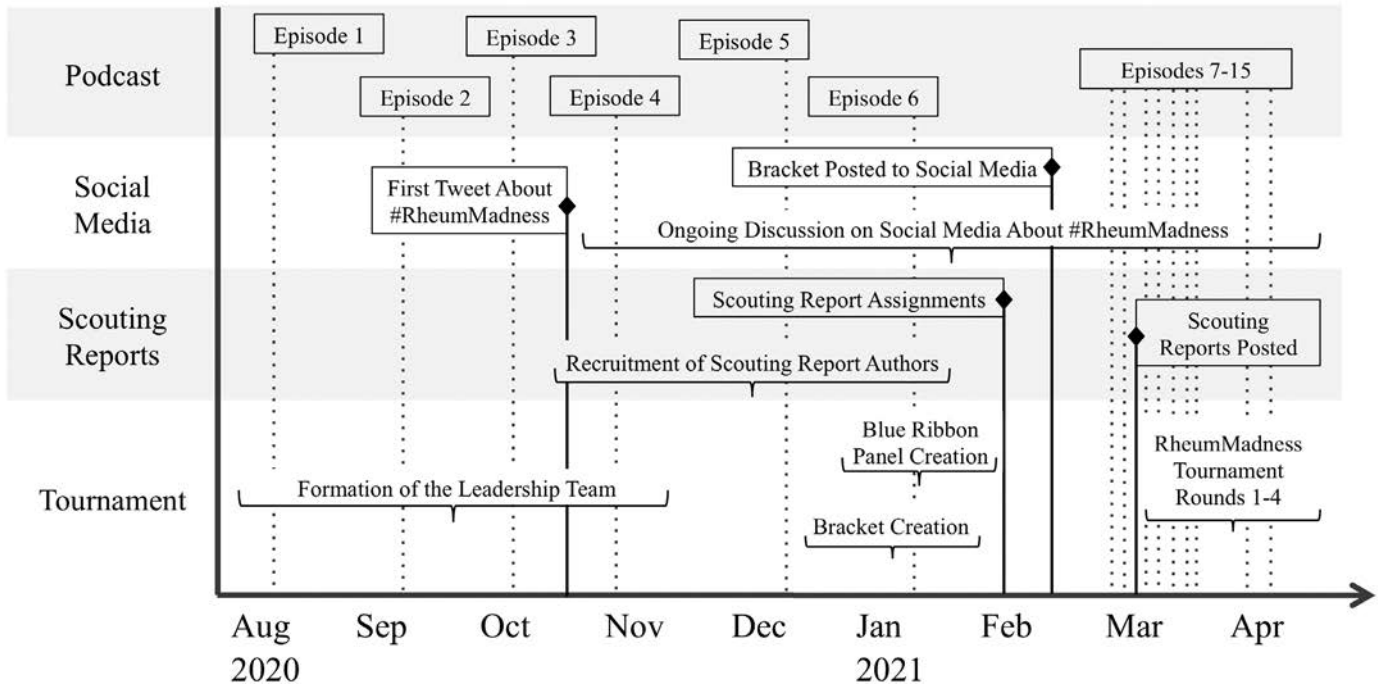 Podcast
Episode 1
Episode 2
Episode 3
Episode 4
Episode 5
Episode 6
Episodes 7-15
Social
Media
First Tweet About
#RheumMadness
Bracket Posted to Social Media
Ongoing Discussion on Social Media About #RheumMadness
Scouting
Reports
Scouting Report Assignments
Recruitment of Scouting Report Authors
Scouting
Reports Posted
Tournament
Formation of the Leadership Team
Blue Ribbon
Panel Creation
Bracket Creation
RheumMadness
Tournament
Rounds 1-4
Aug Sep Oct Nov Dec Jan Feb Mar Apr
2020 2021